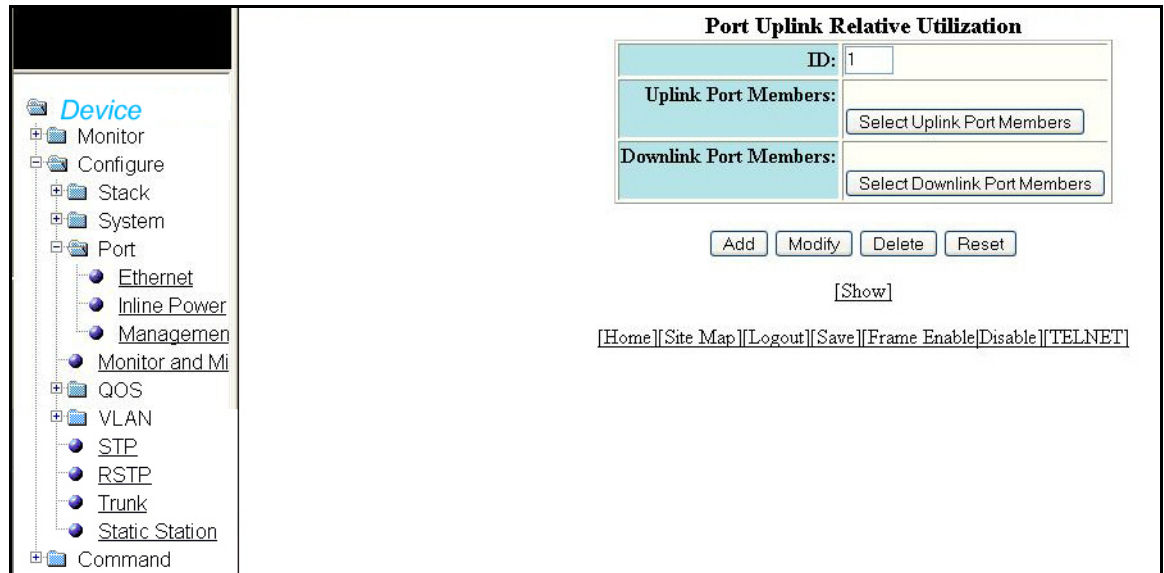 Device
Monitor
Configure
Stack
System
Port
Ethernet
Inline Power
Managemen
Monitor and Mi
QOS
VLAN
STP
RSTP
Trunk
Static Station
Command
Port Uplink Relative Utilization
ID: 1
Uplink Port Members:
Select Uplink Port Members
Downlink Port Members:
Select Downlink Port Members
Add Modify Delete Reset
[Show]
[Home][Site Map][Logout][Save][Frame Enable|Disable][TELNET]